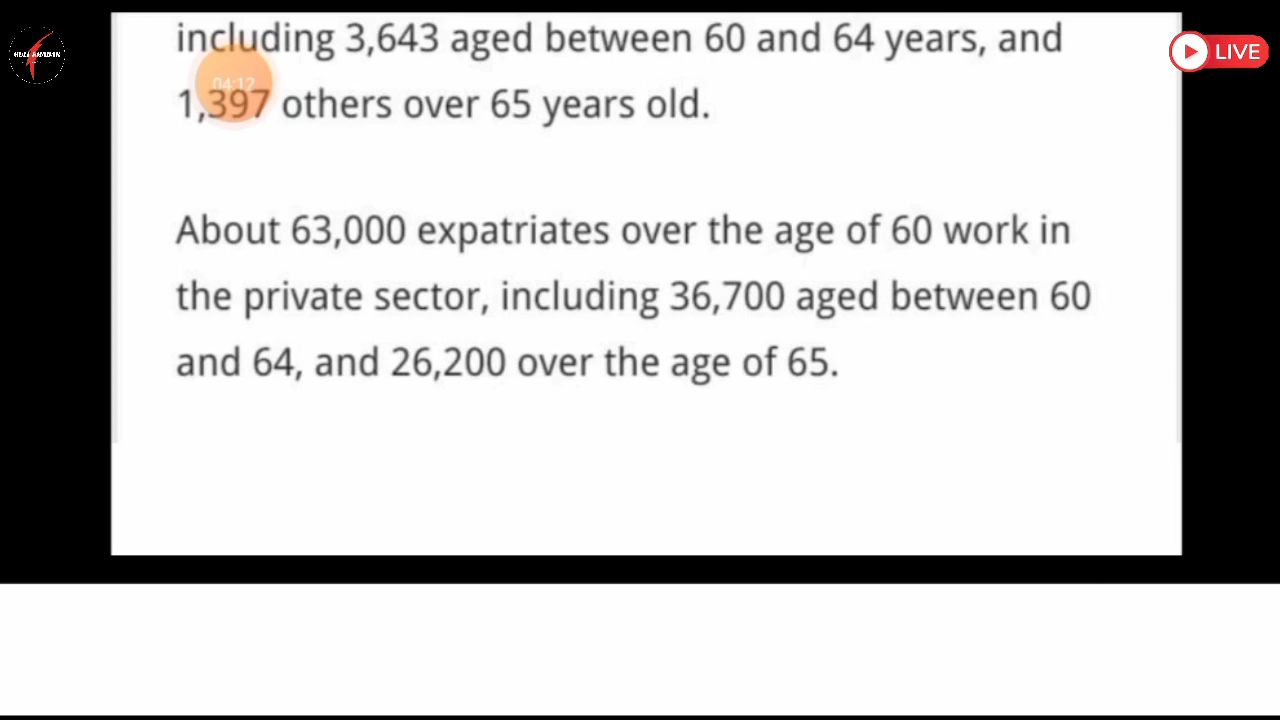 including 3,643 aged between 60 and 64 years, and
04:12
1,397 others over 65 years old.
About 63,000 expatriates over the age of 60 work in
the private sector, including 36,700 aged between 60
and 64, and 26,200 over the age of 65.
LIVE